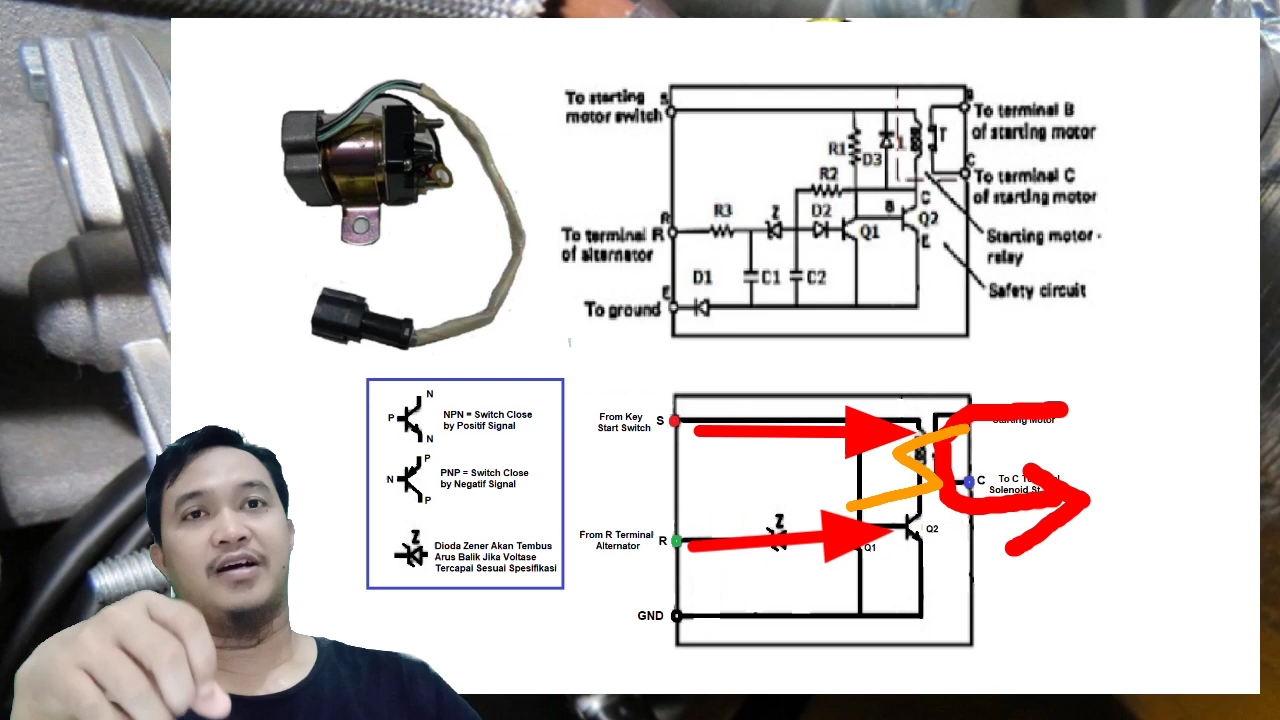 To starting
motor switch
S
To terminal R
of alternator
R
To ground
E
R1
D3
R2
R3
Z
D2
Q1
B
C
Q2
E
D1
C1
C2
T
B
To terminal B
of starting motor
C
To terminal C
of starting motor
Starting motor
relay
Safety circuit
N
P
N
NPN = Switch Close
by Positif Signal
P
N
P
PNP = Switch Close
by Negatif Signal
Z
Dioda Zener Akan Tembus
Arus Balik Jika Voltase
Tercapai Sesuai Spesifikasi
From Key
Start Switch
S
From R Terminal
Alternator
R
GND
Z
Q1
Q2
Starting Motor
C
To C
Solenoid